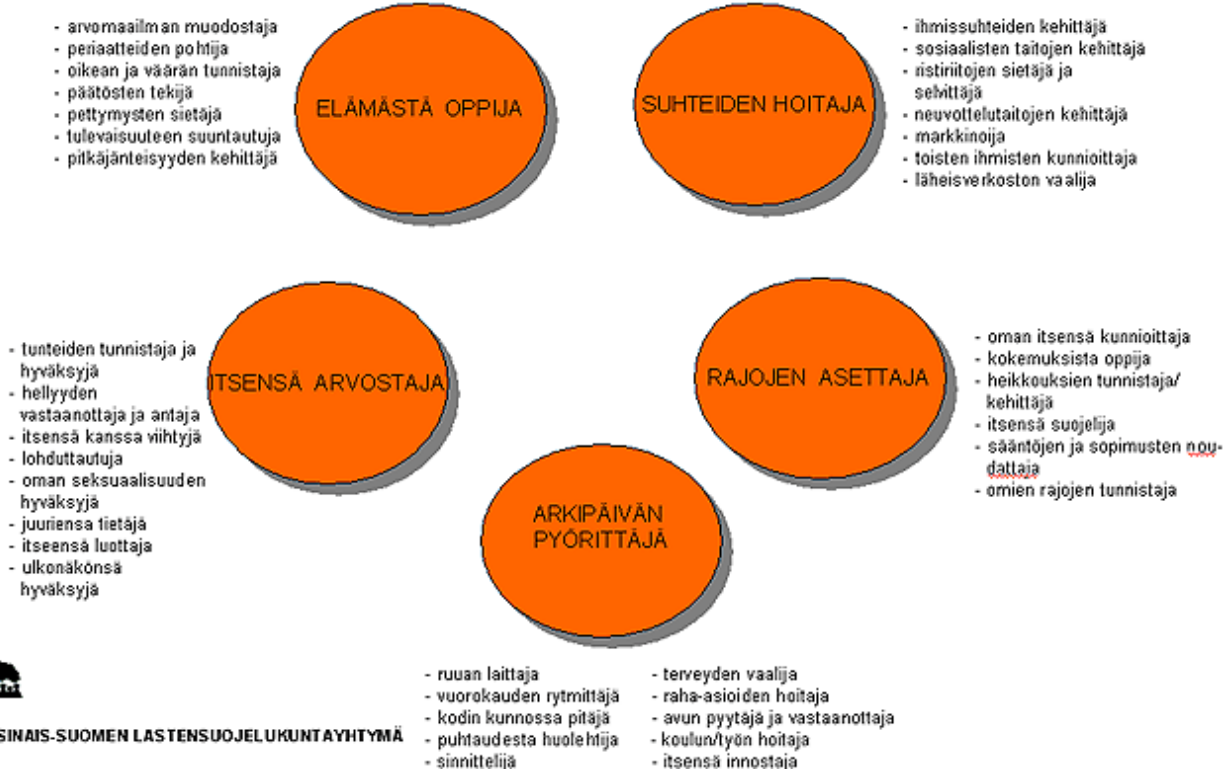 - arvomaailman muodostaja
- periaatteiden pohtija
- oikean ja väärän tunnistaja
- päätösten tekijä
- pettymysten sietäjä
- tulevaisuuteen suuntautuja
- pitkäjänteisyyden kehittäjä
ELÄMÄSTÄ OPPIJA
SUHTEIDEN HOITAJA
- ihmissuhteiden kehittäjä
- sosiaalisten taitojen kehittäjä
- ristiriitojen sietäjä ja
selvittäjä
- neuvottelutaitojen kehittäjä
- markkinoija
- toisten ihmisten kunnioittaja
- läheisverkoston vaalija
- tunteiden tunnistaja ja
hyväksyjä
- hellyyden
vastaanottaja ja antaja
- itsensä kanssa viihtyjä
- lohduttautuja
- oman seksuaalisuuden
hyväksyjä
- juuriensa tietäjä
- itseensä luottaja
- ulkonäkönsä
hyväksyjä
ITSENSÄ ARVOSTAJA
RAJOJEN ASETTAJA
- oman itsensä kunnioittaja
- kokemuksista oppija
- heikkouksien tunnistaja/
kehittäjä
- itsensä suojelija
- sääntöjen ja sopimusten nou-
dattaja
- omien rajojen tunnistaja
ARKIPÄIVÄN
PYÖRITTÄJÄ
- ruuan laittaja
- vuorokauden rytmittäjä
- kodin kunnossa pitäjä
- puhtaudesta huolehtija
- sinnittelijä
- terveyden vaalija
- raha-asioiden hoitaja
- avun pyytäjä ja vastaanottaja
- koulun/työn hoitaja
- itsensä innostaja
SINAIS-SUOMEN LASTENSUOJELUKUNTAYHTYMÄ